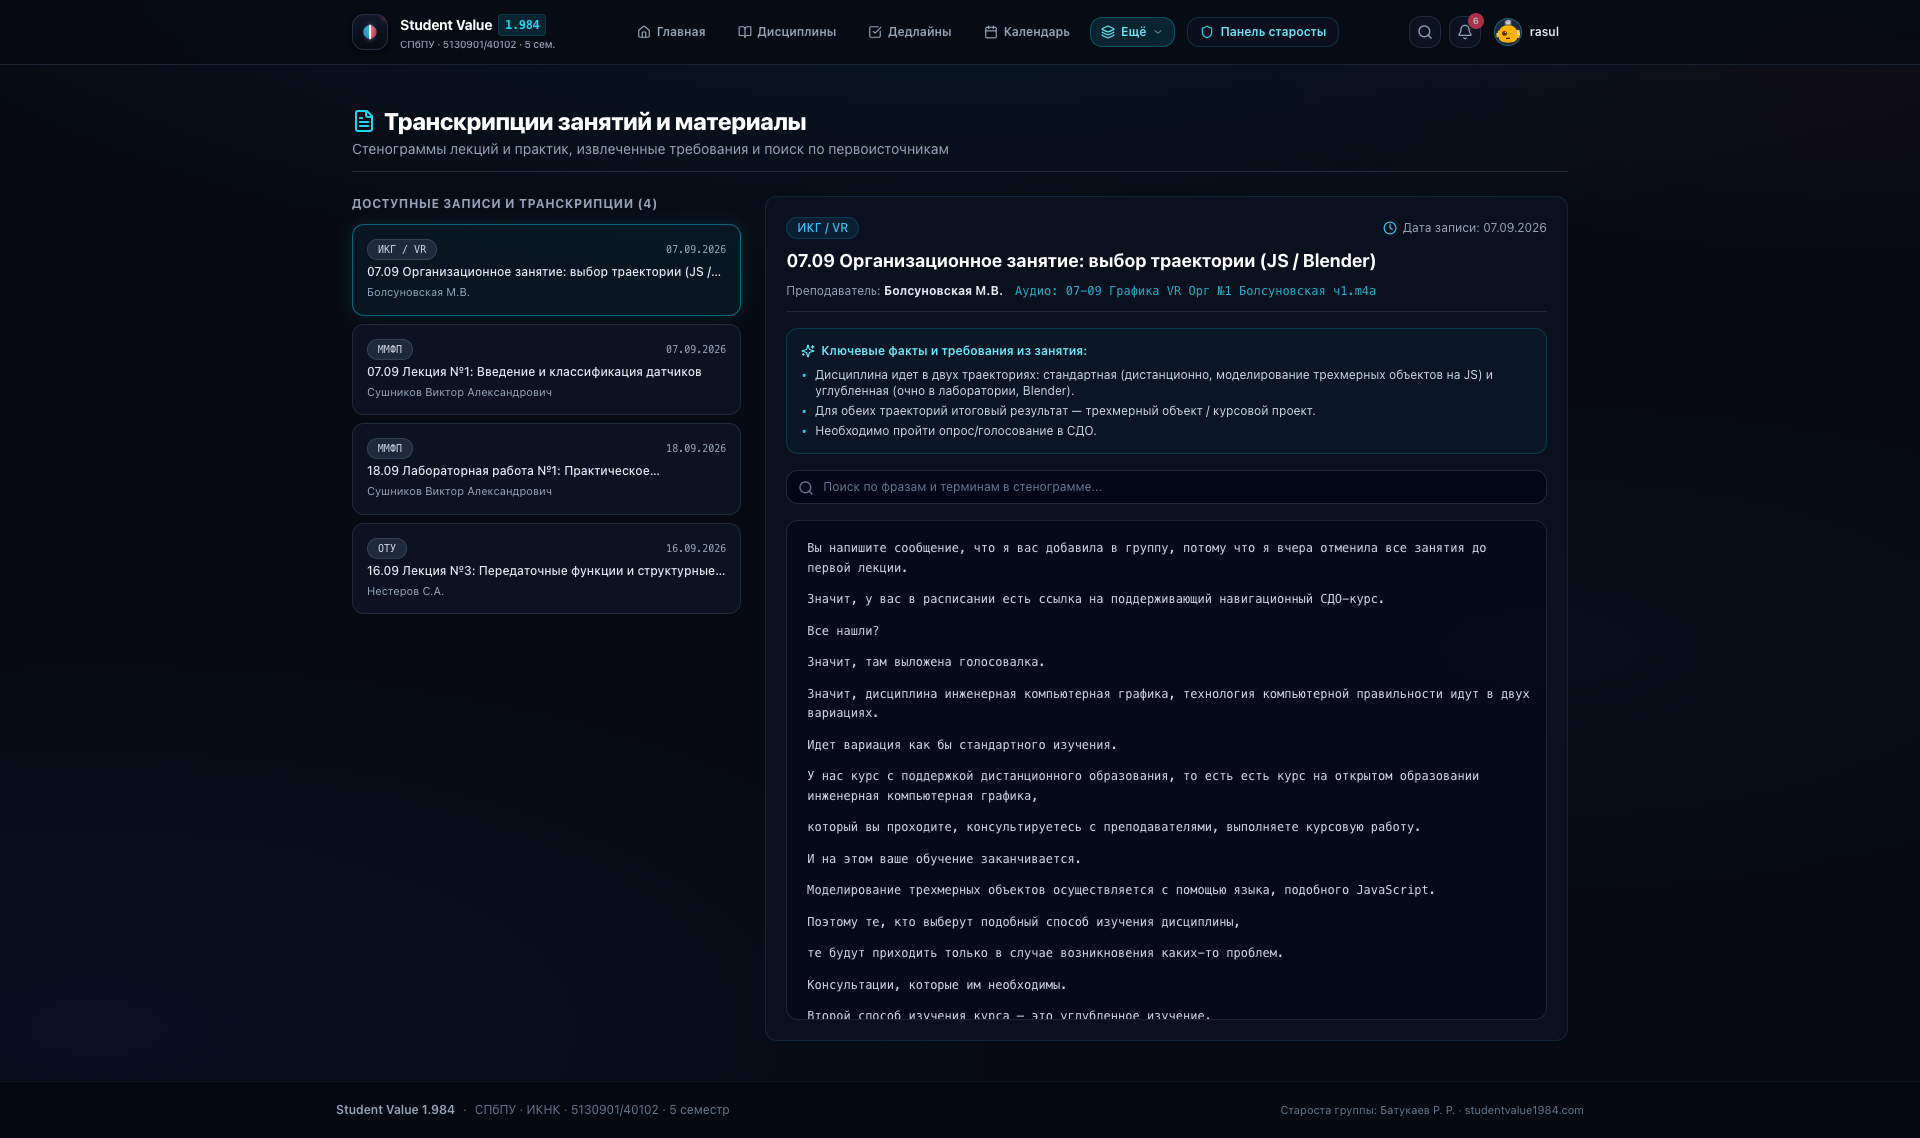 Student Value 1.984
СПбПУ · 5130901/40102 · 5 сем.
Главная
Дисциплины
Дедлайны
Календарь
Ещё
Панель старосты
6
rasul
Транскрипции занятий и материалы
Стенограммы лекций и практик, извлеченные требования и поиск по первоисточникам
ДОСТУПНЫЕ ЗАПИСИ И ТРАНСКРИПЦИИ (4)
ИКГ / VR 07.09.2026
07.09 Организационное занятие: выбор траектории (JS /...
Болсуновская М.В.
ММФП 07.09.2026
07.09 Лекция №1: Введение и классификация датчиков
Сушников Виктор Александрович
ММФП 18.09.2026
18.09 Лабораторная работа №1: Практическое...
Сушников Виктор Александрович
ОТУ 16.09.2026
16.09 Лекция №3: Передаточные функции и структурные...
Нестеров С.А.
ИКГ / VR Дата записи: 07.09.2026
07.09 Организационное занятие: выбор траектории (JS / Blender)
Преподаватель: Болсуновская М.В. Аудио: 07-09 Графика VR Орг №1 Болсуновская ч1.m4a
Ключевые факты и требования из занятия:
• Дисциплина идет в двух траекториях: стандартная (дистанционно, моделирование трехмерных объектов на JS) и
углубленная (очно в лаборатории, Blender).
• Для обеих траекторий итоговый результат — трехмерный объект / курсовой проект.
• Необходимо пройти опрос/голосование в СДО.
Поиск по фразам и терминам в стенограмме...
Вы напишите сообщение, что я вас добавила в группу, потому что я вчера отменила все занятия до
первой лекции.
Значит, у вас в расписании есть ссылка на поддерживающий навигационный СДО-курс.
Все нашли?
Значит, там выложена голосовалка.
Значит, дисциплина инженерная компьютерная графика, технология компьютерной правильности идут в двух
вариациях.
Идет вариация как бы стандартного изучения.
У нас курс с поддержкой дистанционного образования, то есть есть курс на открытом образовании
инженерная компьютерная графика,
который вы проходите, консультируетесь с преподавателями, выполняете курсовую работу.
И на этом ваше обучение заканчивается.
Моделирование трехмерных объектов осуществляется с помощью языка, подобного JavaScript.
Поэтому те, кто выберут подобный способ изучения дисциплины,
те будут приходить только в случае возникновения каких-то проблем.
Консультации, которые им необходимы.
Второй способ изучения курса — это углубленное изучение.
Student Value 1.984 · СПбПУ · ИКНК · 5130901/40102 · 5 семестр
Староста группы: Батукаев Р. Р. · studentvalue1984.com